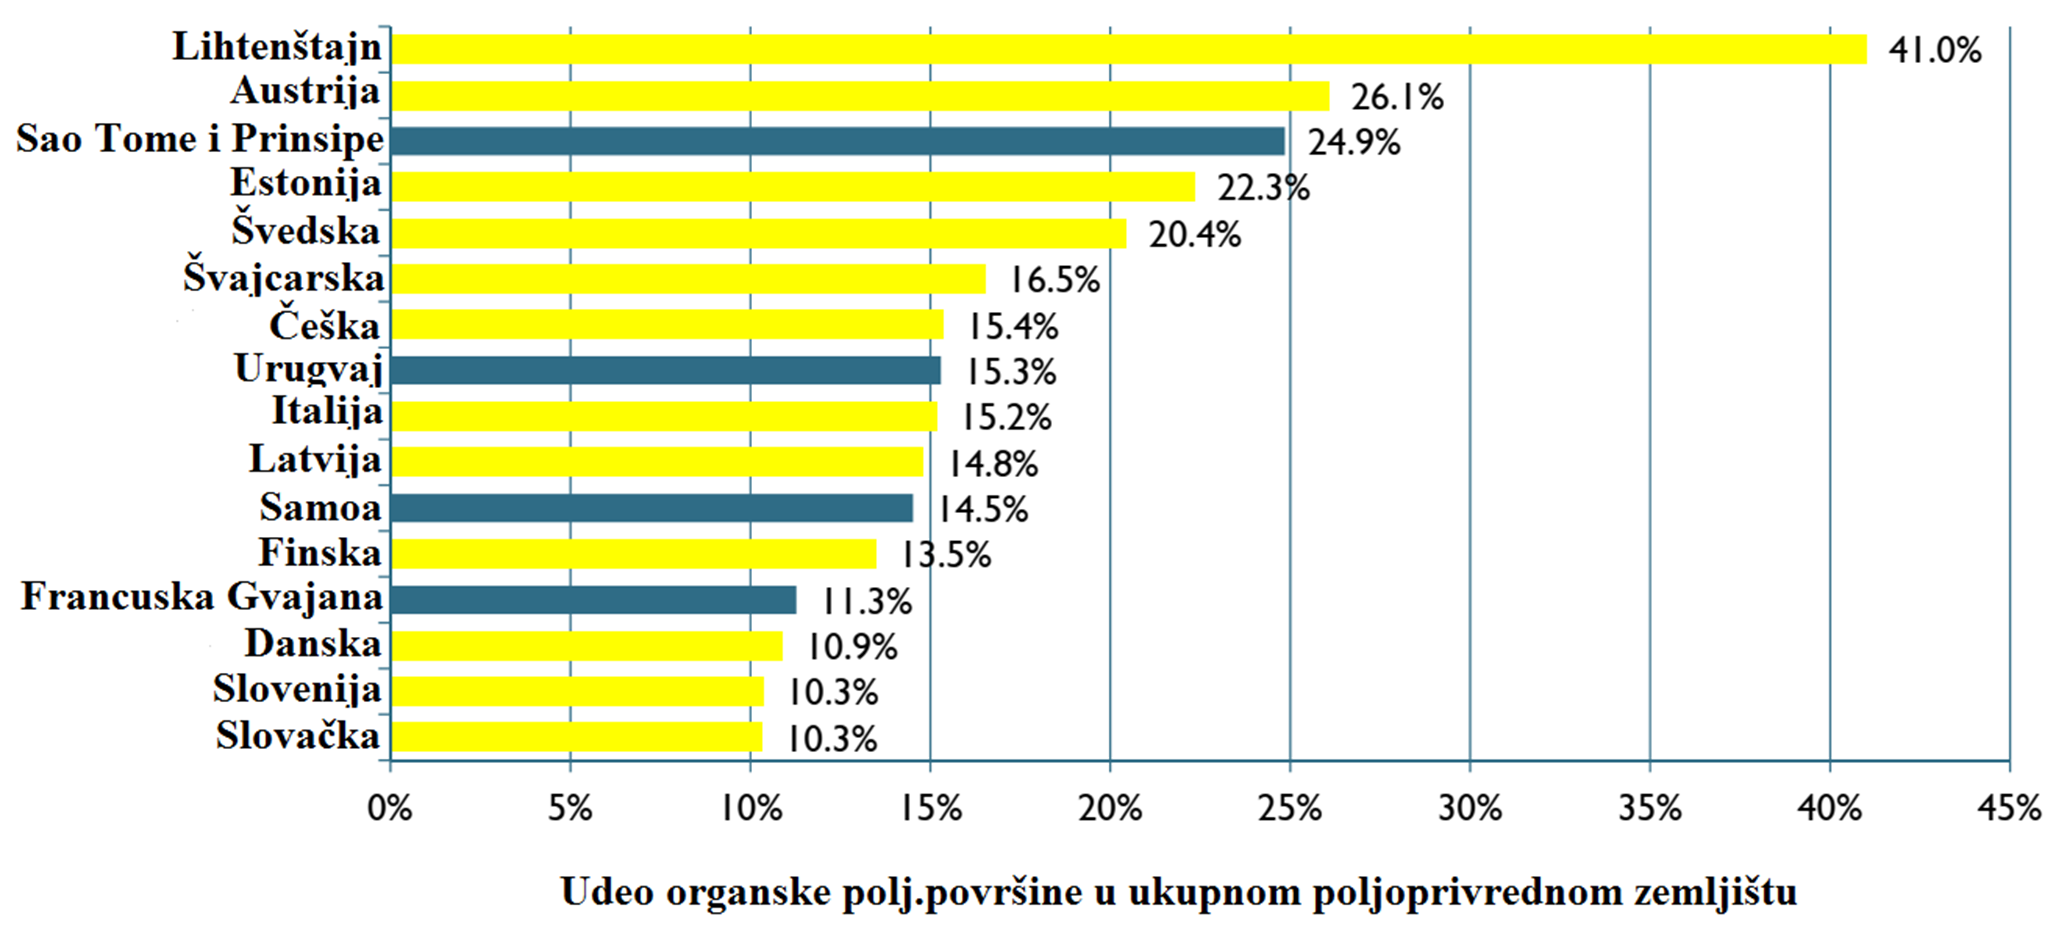 Lihtenštajn 41.0%
Austrija 26.1%
Sao Tome i Prinsipe 24.9%
Estonija 22.3%
Švedska 20.4%
Švajcarska 16.5%
Češka 15.4%
Urugvaj 15.3%
Italija 15.2%
Latvija 14.8%
Samoa 14.5%
Finska 13.5%
Francuska Gvajana 11.3%
Danska 10.9%
Slovenija 10.3%
Slovačka 10.3%
0% 5% 10% 15% 20% 25% 30% 35% 40% 45%
Udeo organske polj.površine u ukupnom poljoprivrednom zemljištu